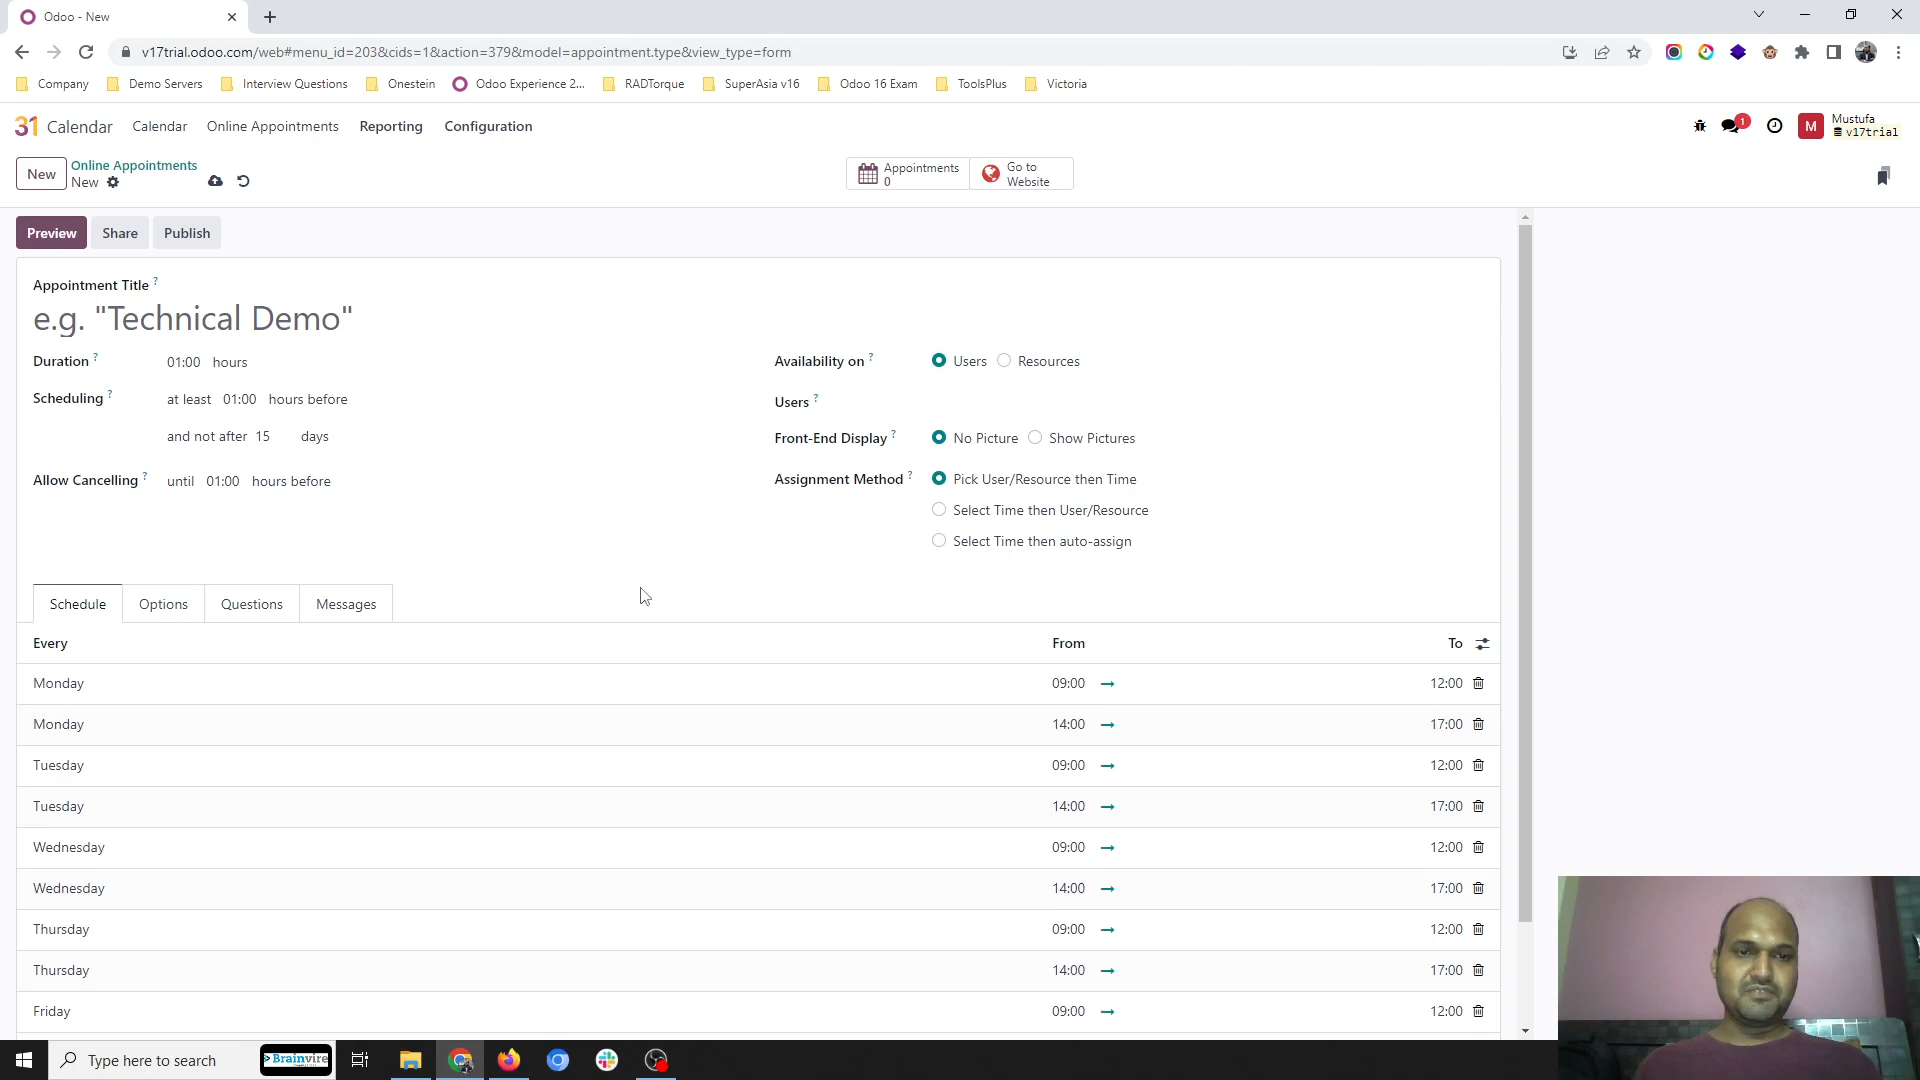 Odoo - New
v17trial.odoo.com/web#menu_id=203&cids=1&action=379&model=appointment.type&view_type=form
Company Demo Servers Interview Questions Onestein Odoo Experience 2... RADTorque SuperAsia v16 Odoo 16 Exam ToolsPlus Victoria
31 Calendar Calendar Online Appointments Reporting Configuration 1 M Mustufa
v17trial
New Online Appointments
New
Appointments
0
Go to
Website
Preview Share Publish
Appointment Title ?
e.g. "Technical Demo"
Duration ? 01:00 hours
Scheduling ? at least 01:00 hours before
and not after 15 days
Allow Cancelling ? until 01:00 hours before
Availability on ? Users Resources
Users ?
Front-End Display ? No Picture Show Pictures
Assignment Method ? Pick User/Resource then Time
Select Time then User/Resource
Select Time then auto-assign
Schedule Options Questions Messages
Every From To
Monday 09:00 12:00
Monday 14:00 17:00
Tuesday 09:00 12:00
Tuesday 14:00 17:00
Wednesday 09:00 12:00
Wednesday 14:00 17:00
Thursday 09:00 12:00
Thursday 14:00 17:00
Friday 09:00 12:00
Type here to search Brainvire